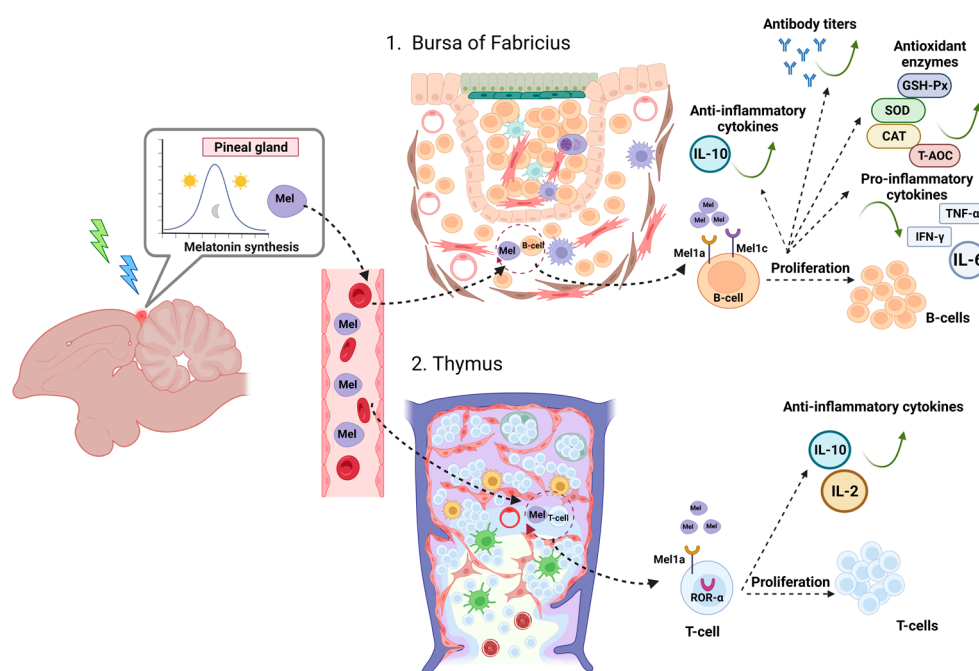 1. Bursa of Fabricius
Antibody titers
Antioxidant
enzymes
GSH-Px
SOD
CAT
T-AOC
Anti-inflammatory
cytokines
IL-10
Pro-inflammatory
cytokines
TNF-α
IFN-γ
IL-6
Pineal gland
Mel
Melatonin synthesis
Mel
B-cell
Mel
Mel
Mel
Mel1a
Mel1c
B-cell
Proliferation
B-cells
Mel
Mel
Mel
2. Thymus
Mel
T-cell
Anti-inflammatory cytokines
IL-10
IL-2
Mel
Mel
Mel
Mel1a
ROR-α
T-cell
Proliferation
T-cells